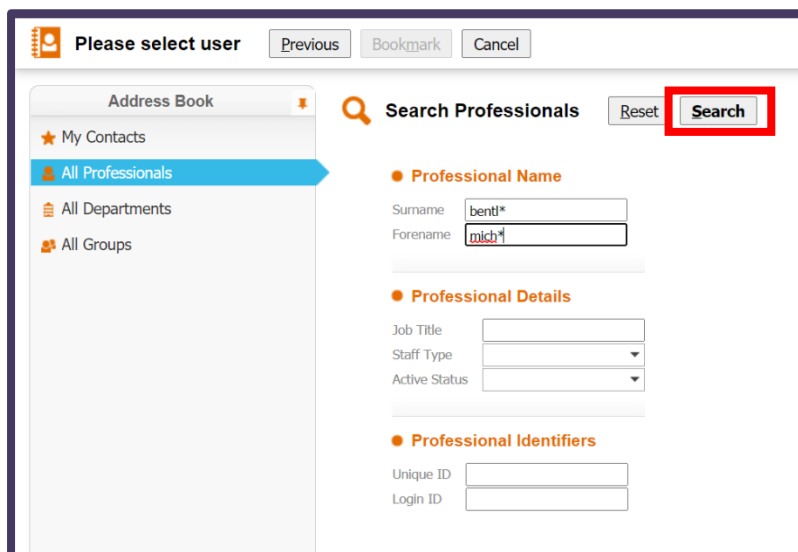 Please select user Previous Bookmark Cancel
Address Book
My Contacts
All Professionals
All Departments
All Groups
Search Professionals Reset Search
Professional Name
Surname bentl*
Forename mich*
Professional Details
Job Title
Staff Type
Active Status
Professional Identifiers
Unique ID
Login ID